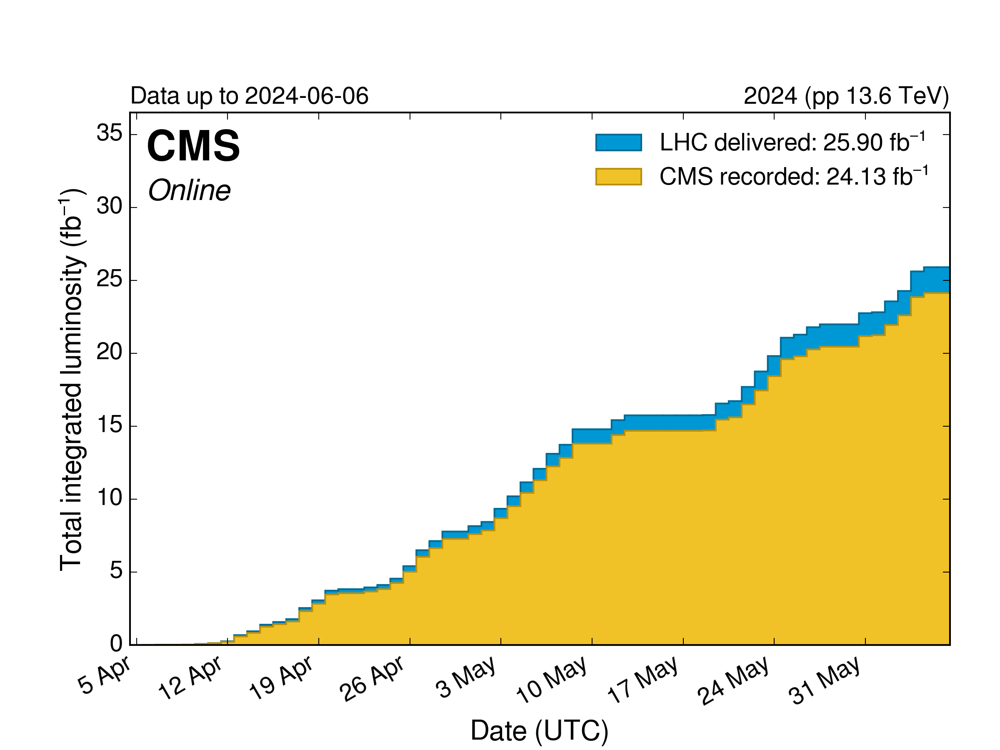 Data up to 2024-06-06
2024 (pp 13.6 TeV)
CMS
Online
LHC delivered: 25.90 fb⁻¹
CMS recorded: 24.13 fb⁻¹
Total integrated luminosity (fb⁻¹)
35
30
25
20
15
10
5
0
5 Apr
12 Apr
19 Apr
26 Apr
3 May
10 May
17 May
24 May
31 May
Date (UTC)